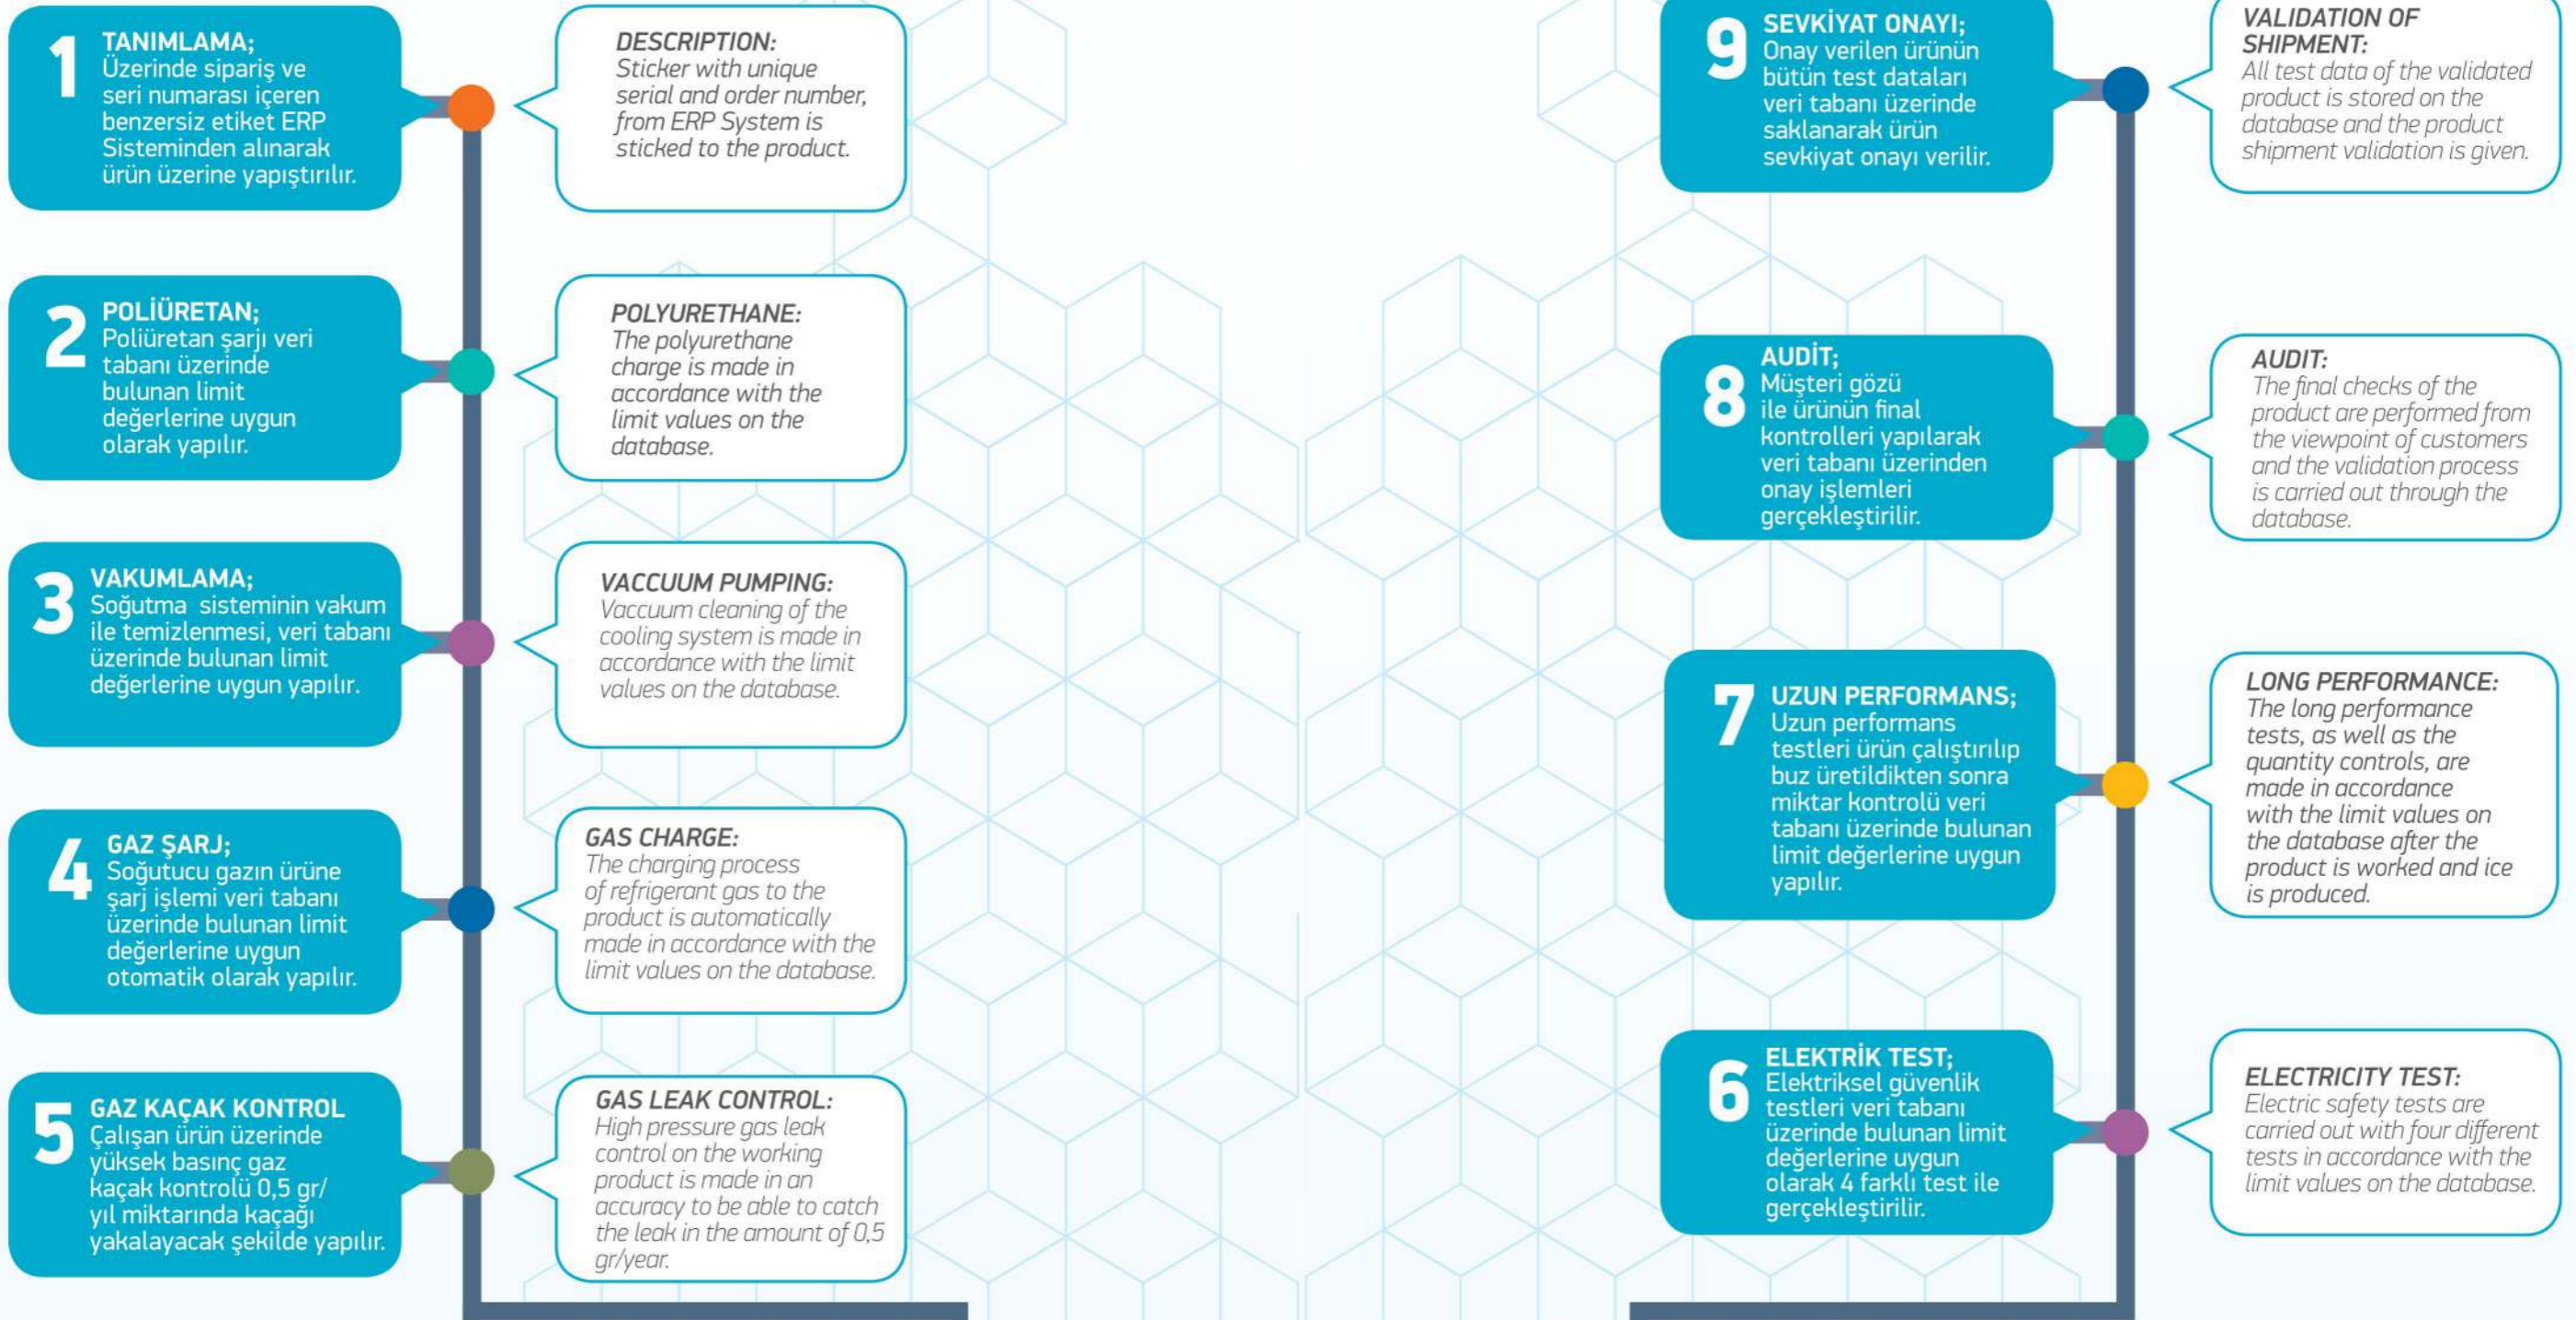 1
TANIMLAMA;
Üzerinde sipariş ve
seri numarası içeren
benzersiz etiket ERP
Sisteminden alınarak
ürün üzerine yapıştırılır.
DESCRIPTION:
Sticker with unique
serial and order number,
from ERP System is
sticked to the product.
2
POLİÜRETAN;
Poliüretan şarjı veri
tabanı üzerinde
bulunan limit
değerlerine uygun
olarak yapılır.
POLYURETHANE:
The polyurethane
charge is made in
accordance with the
limit values on the
database.
3
VAKUMLAMA;
Soğutma sisteminin vakum
ile temizlenmesi, veri tabanı
üzerinde bulunan limit
değerlerine uygun yapılır.
VACCUUM PUMPING:
Vaccuum cleaning of the
cooling system is made in
accordance with the limit
values on the database.
4
GAZ ŞARJ;
Soğutucu gazın ürüne
şarj işlemi veri tabanı
üzerinde bulunan limit
değerlerine uygun
otomatik olarak yapılır.
GAS CHARGE:
The charging process
of refrigerant gas to the
product is automatically
made in accordance with the
limit values on the database.
5
GAZ KAÇAK KONTROL
Çalışan ürün üzerinde
yüksek basınç gaz
kaçak kontrolü 0,5 gr/
yıl miktarında kaçağı
yakalayacak şekilde yapılır.
GAS LEAK CONTROL:
High pressure gas leak
control on the working
product is made in an
accuracy to be able to catch
the leak in the amount of 0,5
gr/year.
9
SEVKİYAT ONAYI;
Onay verilen ürünün
bütün test dataları
veri tabanı üzerinde
saklanarak ürün
sevkiyat onayı verilir.
VALIDATION OF
SHIPMENT:
All test data of the validated
product is stored on the
database and the product
shipment validation is given.
8
AUDİT;
Müşteri gözü
ile ürünün final
kontrolleri yapılarak
veri tabanı üzerinden
onay işlemleri
gerçekleştirilir.
AUDIT:
The final checks of the
product are performed from
the viewpoint of customers
and the validation process
is carried out through the
database.
7
UZUN PERFORMANS;
Uzun performans
testleri ürün çalıştırılıp
buz üretildikten sonra
miktar kontrolü veri
tabanı üzerinde bulunan
limit değerlerine uygun
yapılır.
LONG PERFORMANCE:
The long performance
tests, as well as the
quantity controls, are
made in accordance
with the limit values on
the database after the
product is worked and ice
is produced.
6
ELEKTRİK TEST;
Elektriksel güvenlik
testleri veri tabanı
üzerinde bulunan limit
değerlerine uygun
olarak 4 farklı test ile
gerçekleştirilir.
ELECTRICITY TEST:
Electric safety tests are
carried out with four different
tests in accordance with the
limit values on the database.